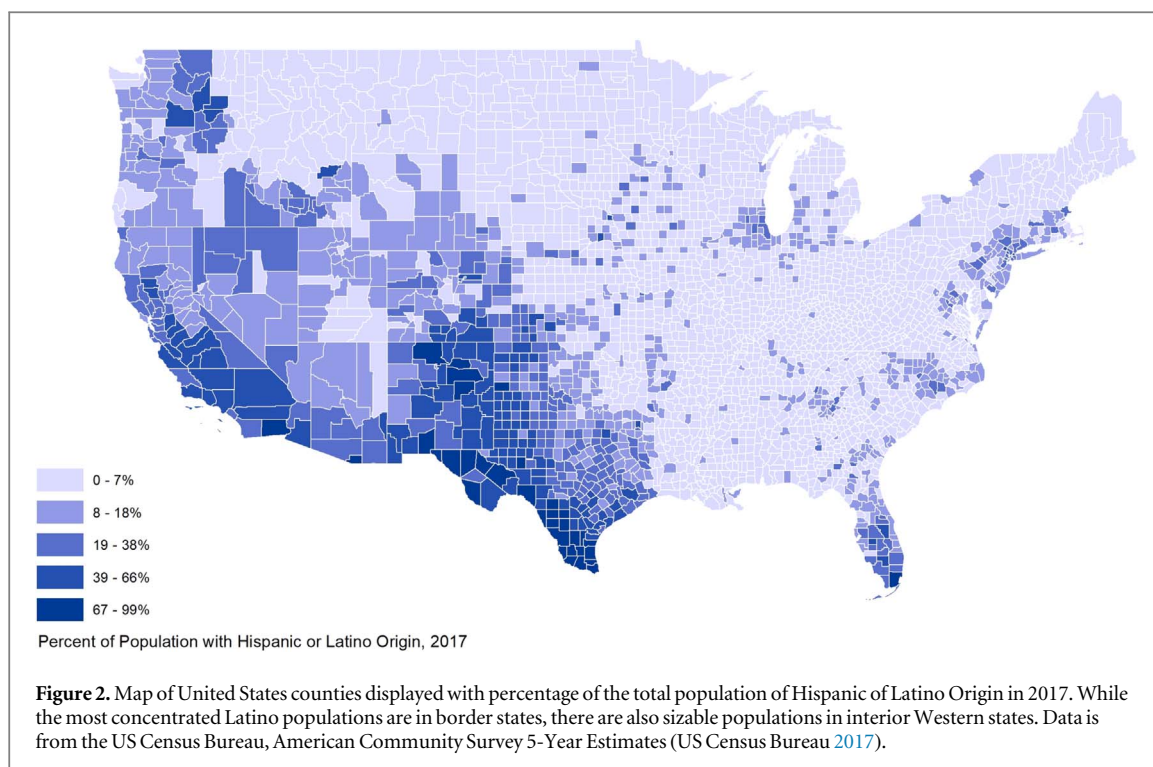 0 - 7%
8 - 18%
19 - 38%
39 - 66%
67 - 99%
Percent of Population with Hispanic or Latino Origin, 2017
Figure 2. Map of United States counties displayed with percentage of the total population of Hispanic of Latino Origin in 2017. While
the most concentrated Latino populations are in border states, there are also sizable populations in interior Western states. Data is
from the US Census Bureau, American Community Survey 5-Year Estimates (US Census Bureau 2017).